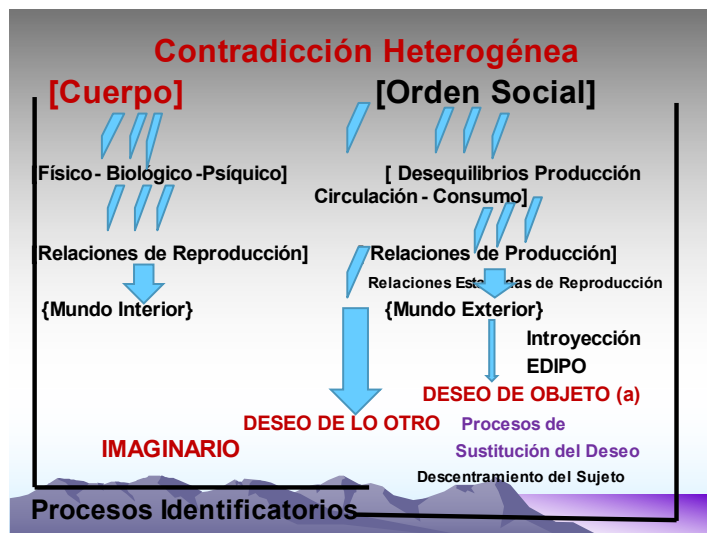 Contradicción Heterogénea
[Cuerpo] [Orden Social]
[Físico - Biológico -Psíquico] [ Desequilibrios Producción
Circulación - Consumo]
[Relaciones de Reproducción] Relaciones de Producción]
Relaciones de Reproducción
{Mundo Interior} {Mundo Exterior}
Introyección
EDIPO
DESEO DE OBJETO (a)
DESEO DE LO OTRO Procesos de
IMAGINARIO Sustitución del Deseo
Descentramiento del Sujeto
Procesos Identificatorios